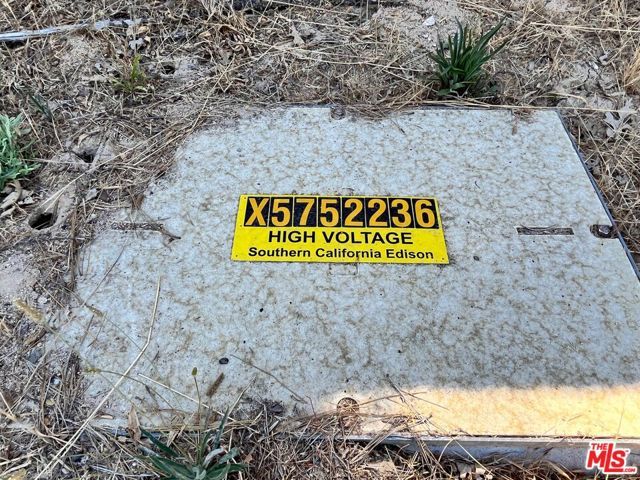 X5752236
HIGH VOLTAGE
Southern California Edison
THE
MLS